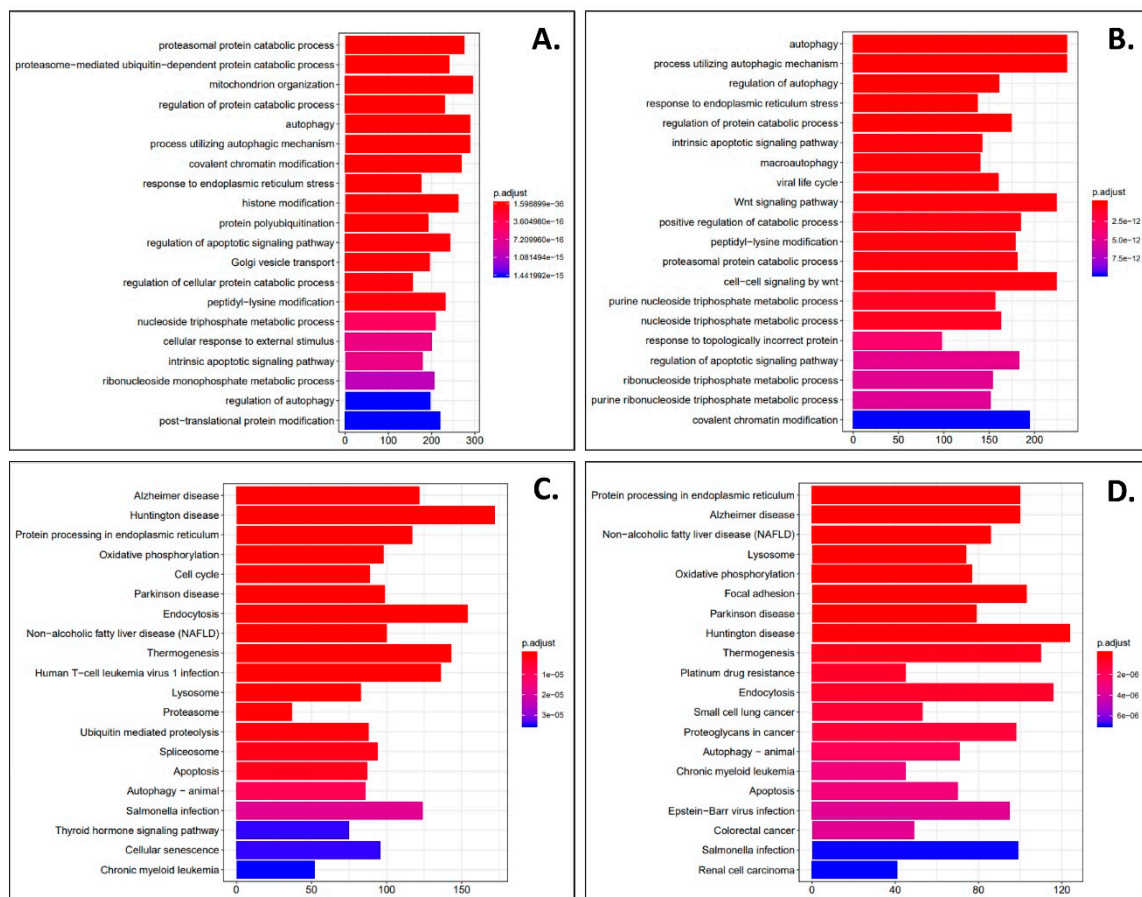 A.
proteasomal protein catabolic process
proteasome-mediated ubiquitin-dependent protein catabolic process
mitochondrion organization
regulation of protein catabolic process
autophagy
process utilizing autophagic mechanism
covalent chromatin modification
response to endoplasmic reticulum stress
histone modification
protein polyubiquitination
regulation of apoptotic signaling pathway
Golgi vesicle transport
regulation of cellular protein catabolic process
peptidyl-lysine modification
nucleoside triphosphate metabolic process
cellular response to external stimulus
intrinsic apoptotic signaling pathway
ribonucleoside monophosphate metabolic process
regulation of autophagy
post-translational protein modification
0 100 200 300
p.adjust
1.598899e-36
3.604980e-16
7.209960e-16
1.081494e-15
1.441992e-15
B.
autophagy
process utilizing autophagic mechanism
regulation of autophagy
response to endoplasmic reticulum stress
regulation of protein catabolic process
intrinsic apoptotic signaling pathway
macroautophagy
viral life cycle
Wnt signaling pathway
positive regulation of catabolic process
peptidyl-lysine modification
proteasomal protein catabolic process
cell-cell signaling by wnt
purine nucleoside triphosphate metabolic process
nucleoside triphosphate metabolic process
response to topologically incorrect protein
regulation of apoptotic signaling pathway
ribonucleoside triphosphate metabolic process
purine ribonucleoside triphosphate metabolic process
covalent chromatin modification
0 50 100 150 200
p.adjust
2.5e-12
5.0e-12
7.5e-12
C.
Alzheimer disease
Huntington disease
Protein processing in endoplasmic reticulum
Oxidative phosphorylation
Cell cycle
Parkinson disease
Endocytosis
Non-alcoholic fatty liver disease (NAFLD)
Thermogenesis
Human T-cell leukemia virus 1 infection
Lysosome
Proteasome
Ubiquitin mediated proteolysis
Spliceosome
Apoptosis
Autophagy - animal
Salmonella infection
Thyroid hormone signaling pathway
Cellular senescence
Chronic myeloid leukemia
0 50 100 150
p.adjust
1e-05
2e-05
3e-05
D.
Protein processing in endoplasmic reticulum
Alzheimer disease
Non-alcoholic fatty liver disease (NAFLD)
Lysosome
Oxidative phosphorylation
Focal adhesion
Parkinson disease
Huntington disease
Thermogenesis
Platinum drug resistance
Endocytosis
Small cell lung cancer
Proteoglycans in cancer
Autophagy - animal
Chronic myeloid leukemia
Apoptosis
Epstein-Barr virus infection
Colorectal cancer
Salmonella infection
Renal cell carcinoma
0 40 80 120
p.adjust
2e-06
4e-06
6e-06